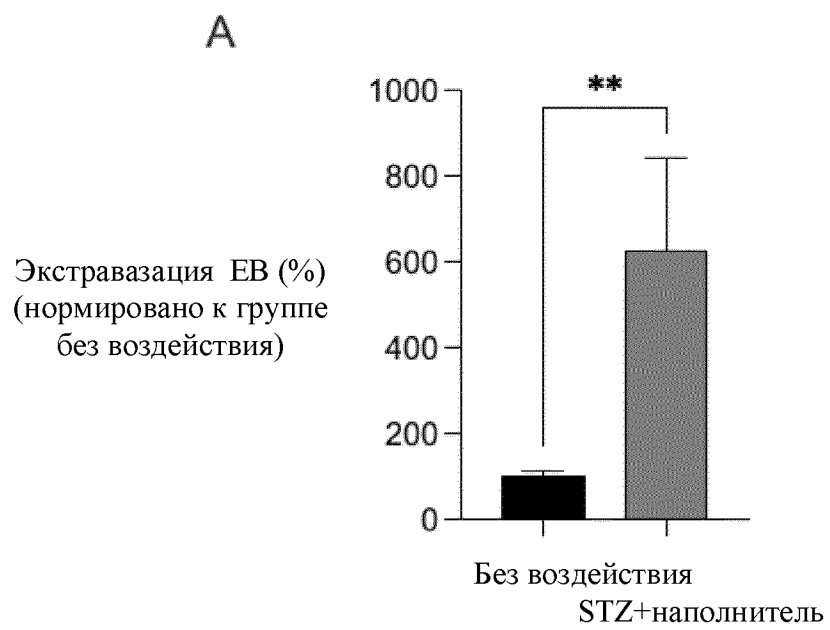 A
**
1000
800
600
400
200
0
Экстравазация EB (%)
(нормировано к группе
без воздействия)
Без воздействия
STZ+наполнитель